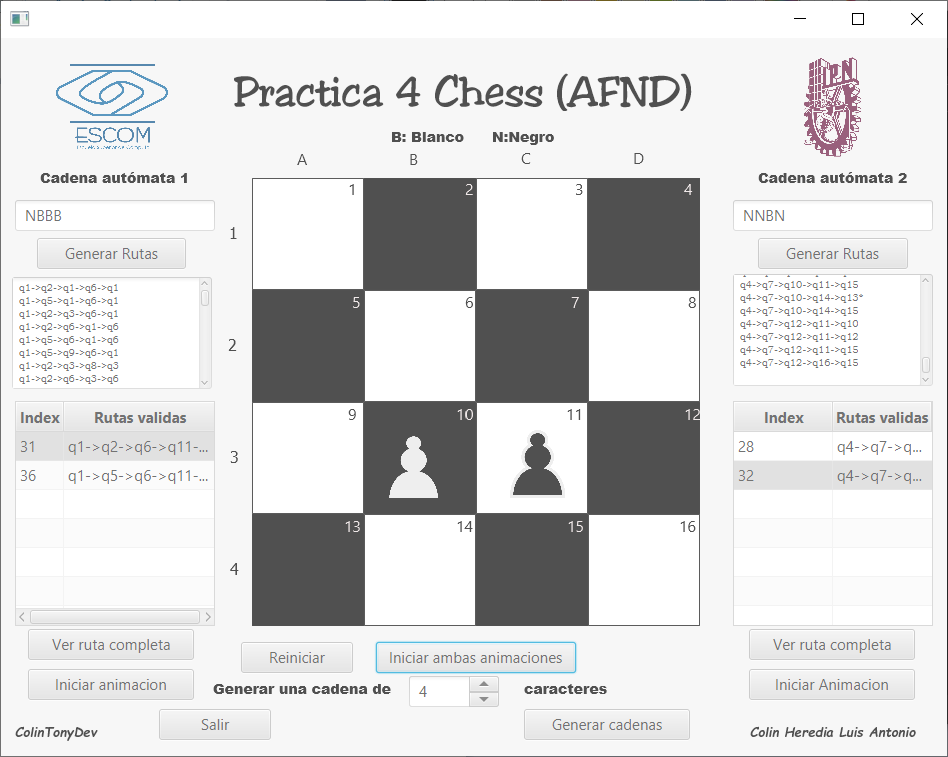 Practica 4 Chess (AFND)
ESCOM
IPN
B: Blanco N:Negro
A B C D
Cadena autómata 1
NBBB
Generar Rutas
q1->q2->q1->q6->q1
q1->q5->q1->q6->q1
q1->q2->q3->q6->q1
q1->q2->q6->q1->q6
q1->q5->q6->q1->q6
q1->q5->q9->q6->q1
q1->q2->q3->q8->q3
q1->q2->q6->q3->q6
Index Rutas validas
31 q1->q2->q6->q11-...
36 q1->q5->q6->q11-...
Ver ruta completa
Iniciar animacion
1 1 2 3 4
2 5 6 7 8
3 9 10 11 12
4 13 14 15 16
Cadena autómata 2
NNBN
Generar Rutas
q4->q7->q10->q11->q15
q4->q7->q10->q14->q13*
q4->q7->q10->q14->q15
q4->q7->q12->q11->q10
q4->q7->q12->q11->q12
q4->q7->q12->q11->q15
q4->q7->q12->q16->q15
Index Rutas validas
28 q4->q7->q...
32 q4->q7->q...
Ver ruta completa
Iniciar Animacion
Reiniciar Iniciar ambas animaciones
Generar una cadena de 4 caracteres
Salir Generar cadenas
ColinTonyDev
Colin Heredia Luis Antonio